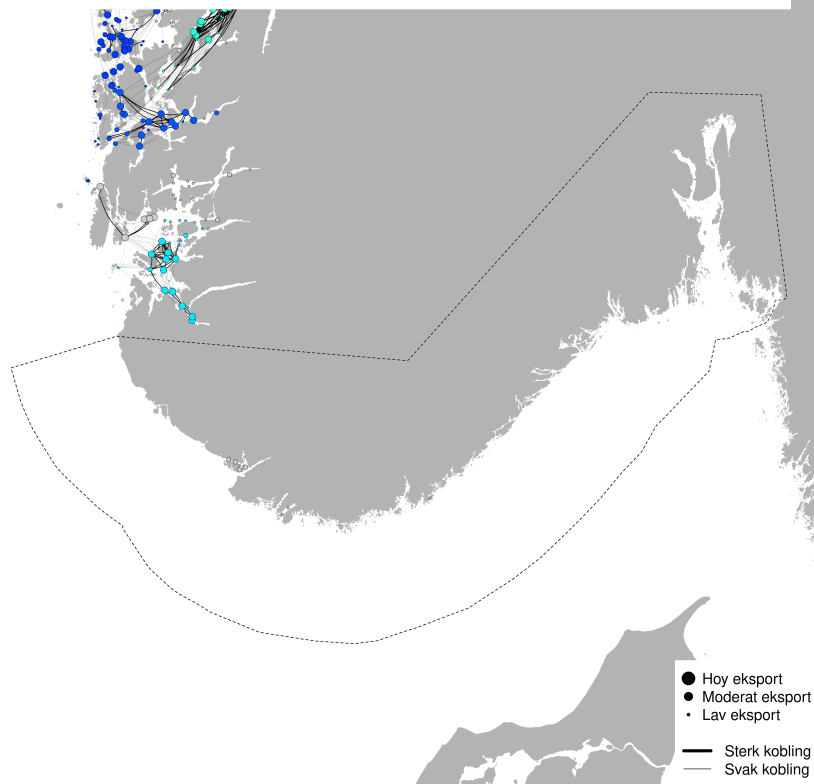 Hoy eksport
Moderat eksport
Lav eksport
Sterk kobling
Svak kobling